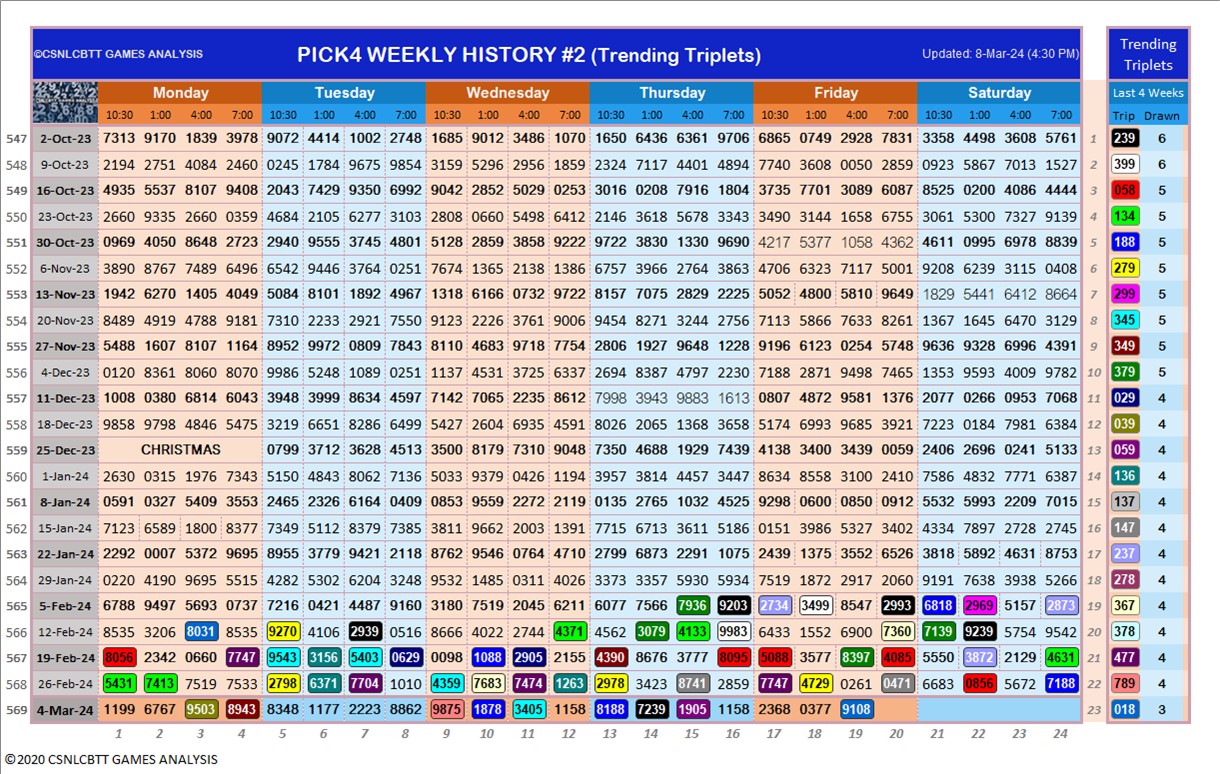 Trending
©CSNLCBTT GAMES ANALYSIS PICK4 WEEKLY HISTORY #2 (Trending Triplets) Updated: 8-Mar-24 (4:30 PM)
Triplets
Monday Tuesday Wednesday Thursday Friday Saturday Last 4 Weeks
10:30 1:00 4:00 7:00 10:30 1:00 4:00 7:00 10:30 1:00 4:00 7:00 10:30 1:00 4:00 7:00 10:30 1:00 4:00 7:00 10:30 1:00 4:00 7:00 Trip Drawn
547 2-Oct-23 7313 9170 1839 3978 9072 4414 1002 2748 1685 9012 3486 1070 1650 6436 6361 9706 6865 0749 2928 7831 3358 4498 3608 5761 1 239 6
548 9-Oct-23 2194 2751 4084 2460 0245 1784 9675 9854 3159 5296 2956 1859 2324 7117 4401 4894 7740 3608 0050 2859 0923 5867 7013 1527 2 399 6
549 16-Oct-23 4935 5537 8107 9408 2043 7429 9350 6992 9042 2852 5029 0253 3016 0208 7916 1804 3735 7701 3089 6087 8525 0200 4086 4444 3 058 5
550 23-Oct-23 2660 9335 2660 0359 4684 2105 6277 3103 2808 0660 5498 6412 2146 3618 5678 3343 3490 3144 1658 6755 3061 5300 7327 9139 4 134 5
551 30-Oct-23 0969 4050 8648 2723 2940 9555 3745 4801 5128 2859 3858 9222 9722 3830 1330 9690 4217 5377 1058 4362 4611 0995 6978 8839 5 188 5
552 6-Nov-23 3890 8767 7489 6496 6542 9446 3764 0251 7674 1365 2138 1386 6757 3966 2764 3863 4706 6323 7117 5001 9208 6239 3115 0408 6 279 5
553 13-Nov-23 1942 6270 1405 4049 5084 8101 1892 4967 1318 6166 0732 9722 8157 7075 2829 2225 5052 4800 5810 9649 1829 5441 6412 8664 7 299 5
554 20-Nov-23 8489 4919 4788 9181 7310 2233 2921 7550 9123 2226 3761 9006 9454 8271 3244 2756 7113 5866 7633 8261 1367 1645 6470 3129 8 345 5
555 27-Nov-23 5488 1607 8107 1164 8952 9972 0809 7843 8110 4683 9718 7754 2806 1927 9648 1228 9196 6123 0254 5748 9636 9328 6996 4391 9 349 5
556 4-Dec-23 0120 8361 8060 8070 9986 5248 1089 0251 1137 4531 3725 6337 2694 8387 4797 2230 7188 2871 9498 7465 1353 9593 4009 9782 10 379 5
557 11-Dec-23 1008 0380 6814 6043 3948 3999 8634 4597 7142 7065 2235 8612 7998 3943 9883 1613 0807 4872 9581 1376 2077 0266 0953 7068 11 029 4
558 18-Dec-23 9858 9798 4846 5475 3219 6651 8286 6499 5427 2604 6935 4591 8026 2065 1368 3658 5174 6993 9685 3921 7223 0184 7981 6384 12 039 4
559 25-Dec-23 CHRISTMAS 0799 3712 3628 4513 3500 8179 7310 9048 7350 4688 1929 7439 4138 3400 3439 0059 2406 2696 0241 5133 13 059 4
560 1-Jan-24 2630 0315 1976 7343 5150 4843 8062 7135 5033 9379 0426 1194 3957 3814 4457 3447 8634 8558 3100 2410 7586 4832 7771 6387 14 136 4
561 8-Jan-24 0591 0327 5409 3553 2465 2326 6164 0409 0853 9559 2272 2119 0135 2765 1032 4525 9298 0600 0850 0912 5532 5993 2209 7015 15 137 4
562 15-Jan-24 7123 6589 1800 8377 7349 5112 8379 7385 3811 9662 2003 1391 7715 6713 3611 5186 0151 3986 5327 3402 4334 7897 2728 2745 16 147 4
563 22-Jan-24 2292 0007 5372 9695 8955 3779 9421 2118 8762 9546 0764 4710 2799 6873 2291 1075 2439 1375 3552 6526 3818 5892 4631 8753 17 237 4
564 29-Jan-24 0220 4190 9695 5515 4282 5302 6204 3248 9532 1485 0311 4026 3373 3357 5930 5934 7519 1872 2917 2060 9191 7638 3938 5266 18 278 4
565 5-Feb-24 6788 9497 5693 0737 7216 0421 4487 9160 3180 7519 2045 6211 6077 7566 7936 9203 2734 3499 8547 2993 6818 2969 5157 2873 19 367 4
566 12-Feb-24 8535 3206 8031 8535 9270 4106 2939 0516 8666 4022 2744 4371 4562 3079 4133 9983 6433 1552 6900 7360 7139 9239 5754 9542 20 378 4
567 19-Feb-24 8056 2342 0660 7747 9543 3156 5403 0629 0098 1088 2905 2155 4390 8676 3777 8095 5088 3577 8397 4085 5550 3872 2129 4631 21 477 4
568 26-Feb-24 5431 7413 7519 7533 2798 6371 7704 1010 4359 7683 7474 1263 2978 3423 8741 2859 7747 4729 0261 0471 6683 0856 5672 7188 22 789 4
569 4-Mar-24 1199 6767 9503 8943 8348 1177 2223 8862 9875 1878 3405 1158 8188 7239 1905 1158 2368 0377 9108 23 018 3
1 2 3 4 5 6 7 8 9 10 11 12 13 14 15 16 17 18 19 20 21 22 23 24
©2020 CSNLCBTT GAMES ANALYSIS